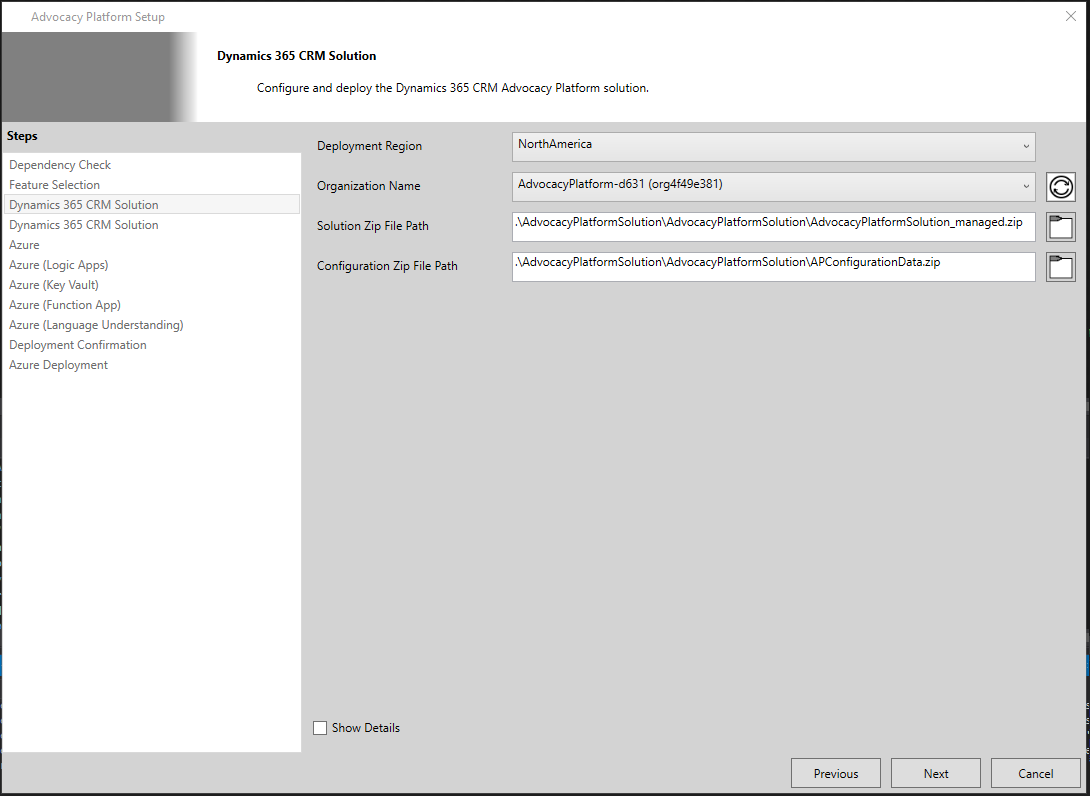 Advocacy Platform Setup
Dynamics 365 CRM Solution
Configure and deploy the Dynamics 365 CRM Advocacy Platform solution.
Steps
Dependency Check
Feature Selection
Dynamics 365 CRM Solution
Dynamics 365 CRM Solution
Azure
Azure (Logic Apps)
Azure (Key Vault)
Azure (Function App)
Azure (Language Understanding)
Deployment Confirmation
Azure Deployment
Deployment Region
NorthAmerica
Organization Name
AdvocacyPlatform-d631 (org4f49e381)
Solution Zip File Path
.\AdvocacyPlatformSolution\AdvocacyPlatformSolution\AdvocacyPlatformSolution_managed.zip
Configuration Zip File Path
.\AdvocacyPlatformSolution\AdvocacyPlatformSolution\APConfigurationData.zip
Show Details
Previous
Next
Cancel